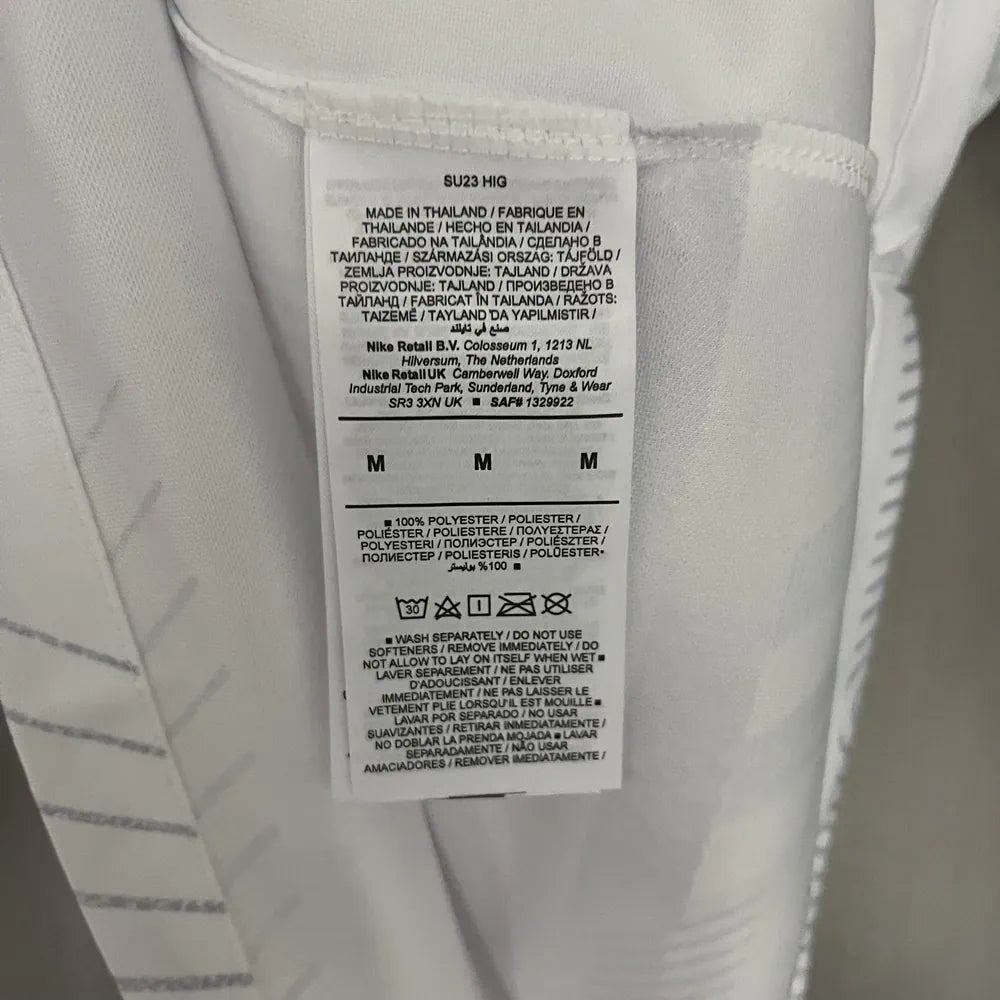 SU23 HIG
MADE IN THAILAND / FABRIQUE EN
THAILANDE / HECHO EN TAILANDIA /
FABRICADO NA TAILÂNDIA / СДЕЛАНО В
ТАИЛАНДЕ / SZÁRMAZÁSI ORSZÁG: TÁJFÖLD /
ZEMLJA PROIZVODNJE: TAJLAND / DRŽAVA
PROIZVODNJE: TAJLAND / ПРОИЗВЕДЕНО В
ТАЙЛАНД / FABRICAT ÎN TAILANDA / RAŽOTS:
TAIZEMĒ / TAYLAND'DA YAPILMISTIR /
صنع في تايلند
Nike Retail B.V. Colosseum 1, 1213 NL
Hilversum, The Netherlands
Nike Retail UK Camberwell Way. Doxford
Industrial Tech Park, Sunderland, Tyne & Wear
SR3 3XN UK ■ SAF# 1329922
M M M
■ 100% POLYESTER / POLIESTER /
POLIÉSTER / POLIESTERE / ΠΟΛΥΕΣΤΕΡΑΣ /
POLYESTERI / ПОЛИЭСТЕР / POLIÉSZTER /
ПОЛИЕСТЕР / POLIESTERIS / POLÜESTER▪
100% بوليستر ■
30
■ WASH SEPARATELY / DO NOT USE
SOFTENERS / REMOVE IMMEDIATELY / DO
NOT ALLOW TO LAY ON ITSELF WHEN WET ■
LAVER SEPAREMENT / NE PAS UTILISER
D'ADOUCISSANT / ENLEVER
IMMEDIATEMENT / NE PAS LAISSER LE
VETEMENT PLIE LORSQU'IL EST MOUILLE ■
LAVAR POR SEPARADO / NO USAR
SUAVIZANTES / RETIRAR INMEDIATAMENTE /
NO DOBLAR LA PRENDA MOJADA ■ LAVAR
SEPARADAMENTE / NÃO USAR
AMACIADORES / REMOVER IMEDIATAMENTE /